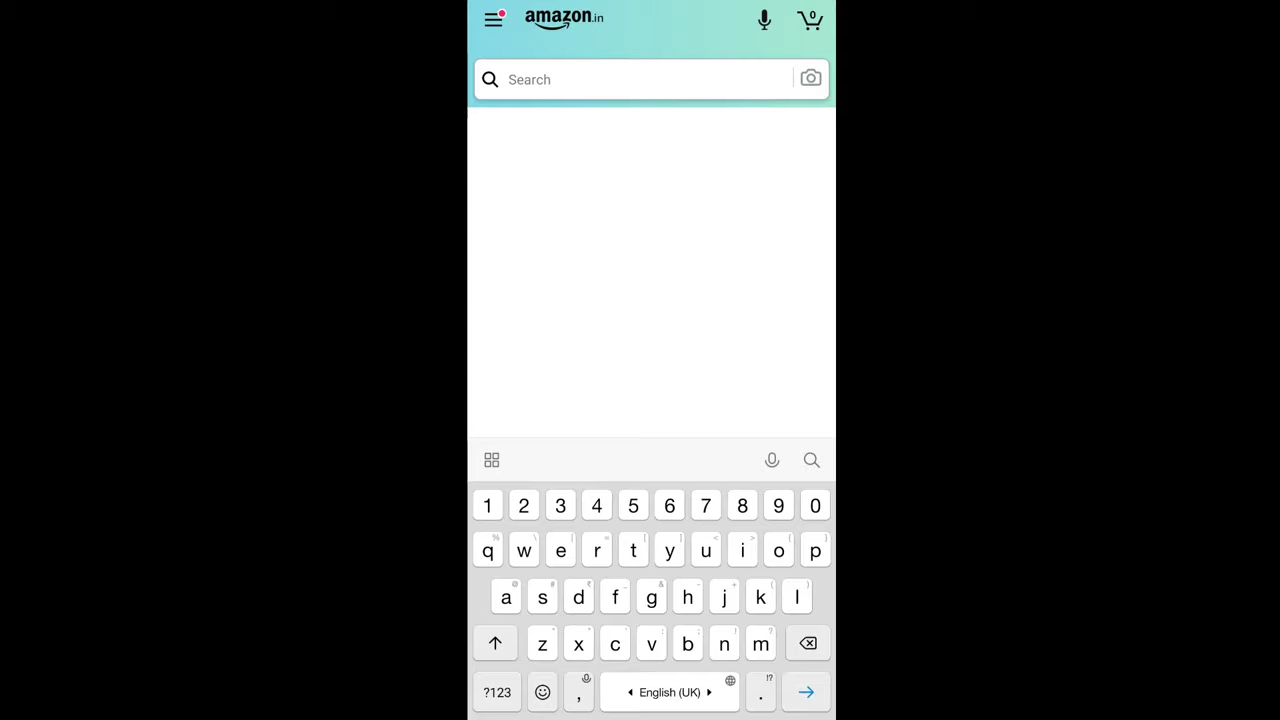 amazon.in
0
Search
1 2 3 4 5 6 7 8 9 0
% \ | = [ ] < > { }
q w e r t y u i o p
@ # ₹ _ & - + ( )
a s d f g h j k l
z x c v b n m
?123 , English (UK) . !?